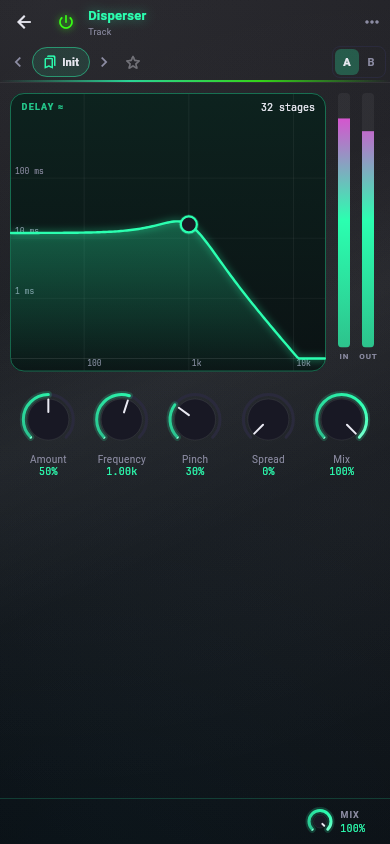 Disperser
Track
Init
A B
DELAY ≈ 32 stages
100 ms
10 ms
1 ms
100 1k 10k
IN OUT
Amount Frequency Pinch Spread Mix
50% 1.00k 30% 0% 100%
MIX
100%